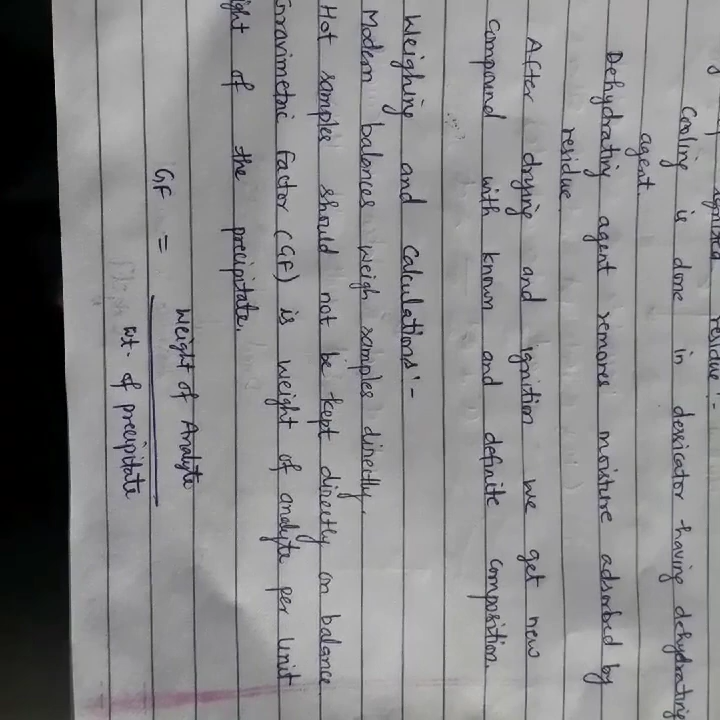 ignited residue :-
Cooling is done in dessicator having dehydrating
agent.
Dehydrating agent removes moisture adsorbed by
residue.
After drying and ignition we get new
compound with known and definite composition.
Weighing and Calculations :-
Modern balances weigh samples directly.
Hot samples should not be kept directly on balance
Gravimetric factor (GF) is weight of analyte per unit
ight of the precipitate.
GF = Weight of Analyte
wt. of precipitate